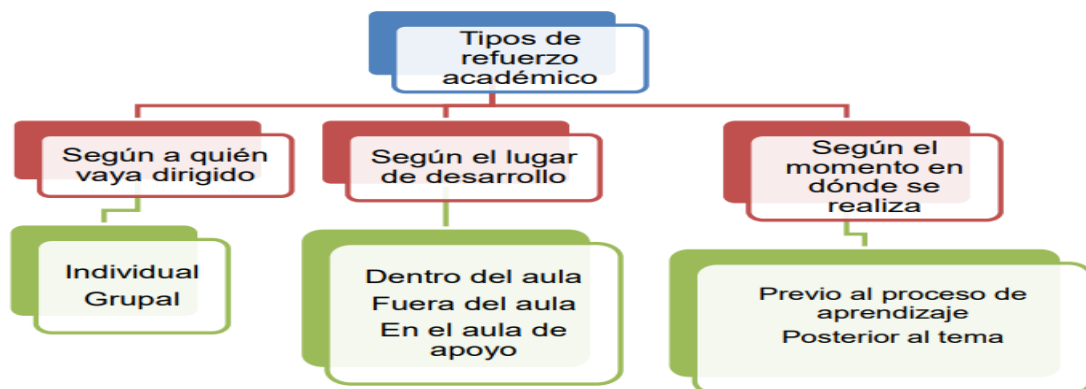 Tipos de
refuerzo
académico
Según a quién
vaya dirigido
Según el lugar
de desarrollo
Según el
momento en
dónde se
realiza
Individual
Grupal
Dentro del aula
Fuera del aula
En el aula de
apoyo
Previo al proceso de
aprendizaje
Posterior al tema